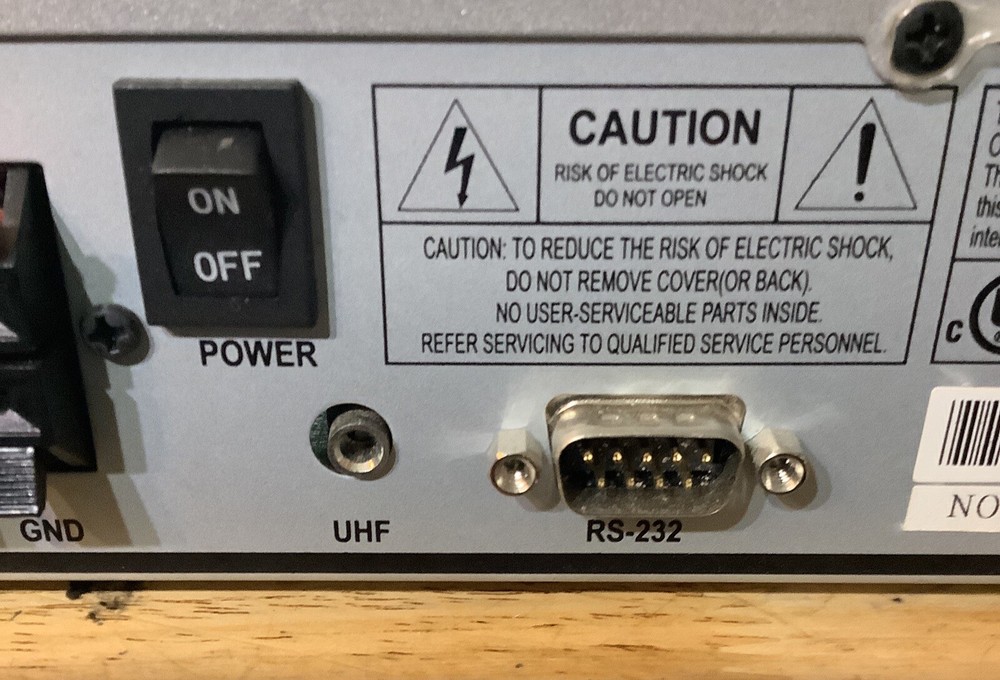 ON
OFF
POWER
CAUTION
RISK OF ELECTRIC SHOCK
DO NOT OPEN
CAUTION: TO REDUCE THE RISK OF ELECTRIC SHOCK,
DO NOT REMOVE COVER(OR BACK).
NO USER-SERVICEABLE PARTS INSIDE.
REFER SERVICING TO QUALIFIED SERVICE PERSONNEL.
this
C
GND
UHF
RS-232
NO